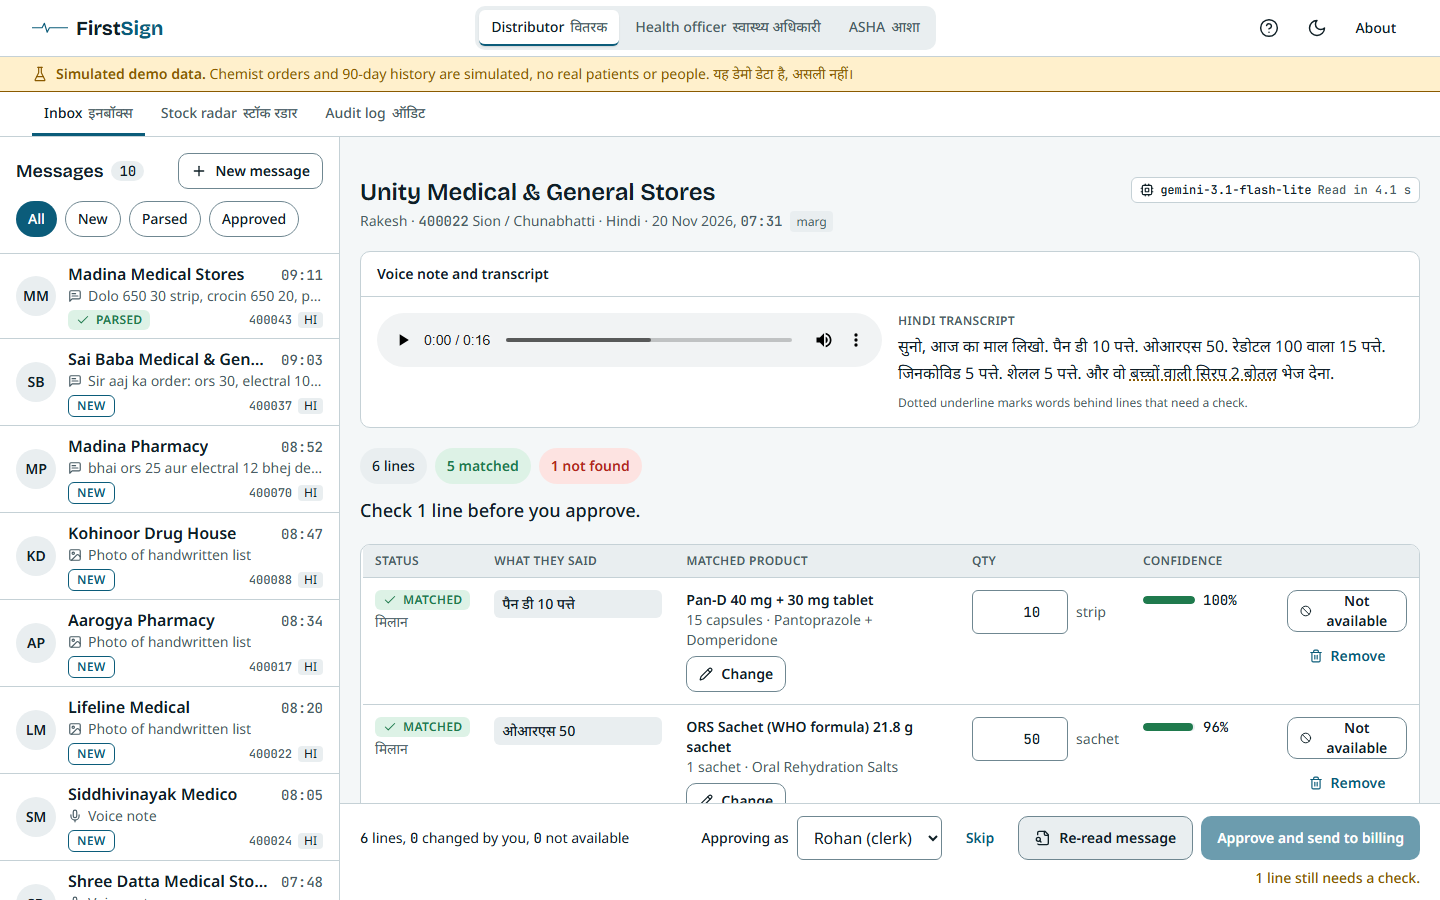 FirstSign
Distributor वितरक
Health officer स्वास्थ्य अधिकारी
ASHA आशा
About
Simulated demo data. Chemist orders and 90-day history are simulated, no real patients or people. यह डेमो डेटा है, असली नहीं।
Inbox इनबॉक्स
Stock radar स्टॉक रडार
Audit log ऑडिट
Messages 10
New message
All
New
Parsed
Approved
MM
Madina Medical Stores 09:11
Dolo 650 30 strip, crocin 650 20, p...
PARSED 400043 HI
SB
Sai Baba Medical & Gen... 09:03
Sir aaj ka order: ors 30, electral 10...
NEW 400037 HI
MP
Madina Pharmacy 08:52
bhai ors 25 aur electral 12 bhej de...
NEW 400070 HI
KD
Kohinoor Drug House 08:47
Photo of handwritten list
NEW 400088 HI
AP
Aarogya Pharmacy 08:34
Photo of handwritten list
NEW 400017 HI
LM
Lifeline Medical 08:20
Photo of handwritten list
NEW 400022 HI
SM
Siddhivinayak Medico 08:05
Voice note
NEW 400024 HI
Shree Datta Medical Sto... 07:48
Unity Medical & General Stores
gemini-3.1-flash-lite Read in 4.1 s
Rakesh · 400022 Sion / Chunabhatti · Hindi · 20 Nov 2026, 07:31 marg
Voice note and transcript
0:00 / 0:16
HINDI TRANSCRIPT
सुनो, आज का माल लिखो. पैन डी 10 पत्ते. ओआरएस 50. रेडोटल 100 वाला 15 पत्ते.
जिनकोविड 5 पत्ते. शेलल 5 पत्ते. और वो बच्चों वाली सिरप 2 बोतल भेज देना.
Dotted underline marks words behind lines that need a check.
6 lines
5 matched
1 not found
Check 1 line before you approve.
STATUS WHAT THEY SAID MATCHED PRODUCT QTY CONFIDENCE
MATCHED
मिलान
पैन डी 10 पत्ते
Pan-D 40 mg + 30 mg tablet
15 capsules · Pantoprazole +
Domperidone
Change
10 strip
100%
Not
available
Remove
MATCHED
मिलान
ओआरएस 50
ORS Sachet (WHO formula) 21.8 g
sachet
1 sachet · Oral Rehydration Salts
Change
50 sachet
96%
Not
available
Remove
6 lines, 0 changed by you, 0 not available
Approving as Rohan (clerk)
Skip
Re-read message
Approve and send to billing
1 line still needs a check.